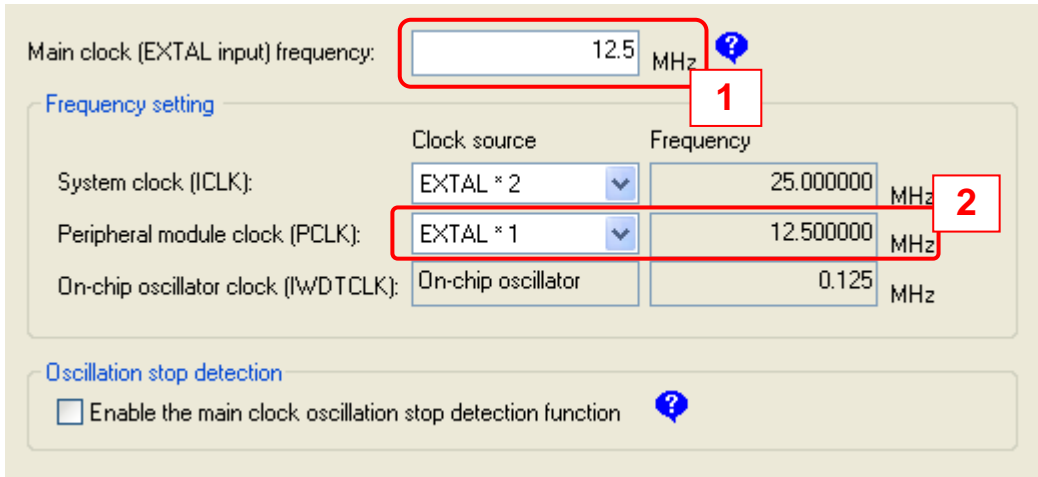 Main clock (EXTAL input) frequency: 12.5 MHz ?
1
Frequency setting
Clock source Frequency
System clock (ICLK): EXTAL * 2 25.000000 MHz
2
Peripheral module clock (PCLK): EXTAL * 1 12.500000 MHz
On-chip oscillator clock (IWDTCLK): On-chip oscillator 0.125 MHz
Oscillation stop detection
Enable the main clock oscillation stop detection function ?